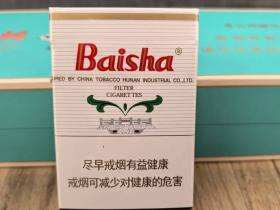 Baisha®
MED BY CHINA TOBACCO HUNAN INDUSTRIAL CO.,LTD.
FILTER
CIGARETTES
尽早戒烟有益健康
戒烟可减少对健康的危害